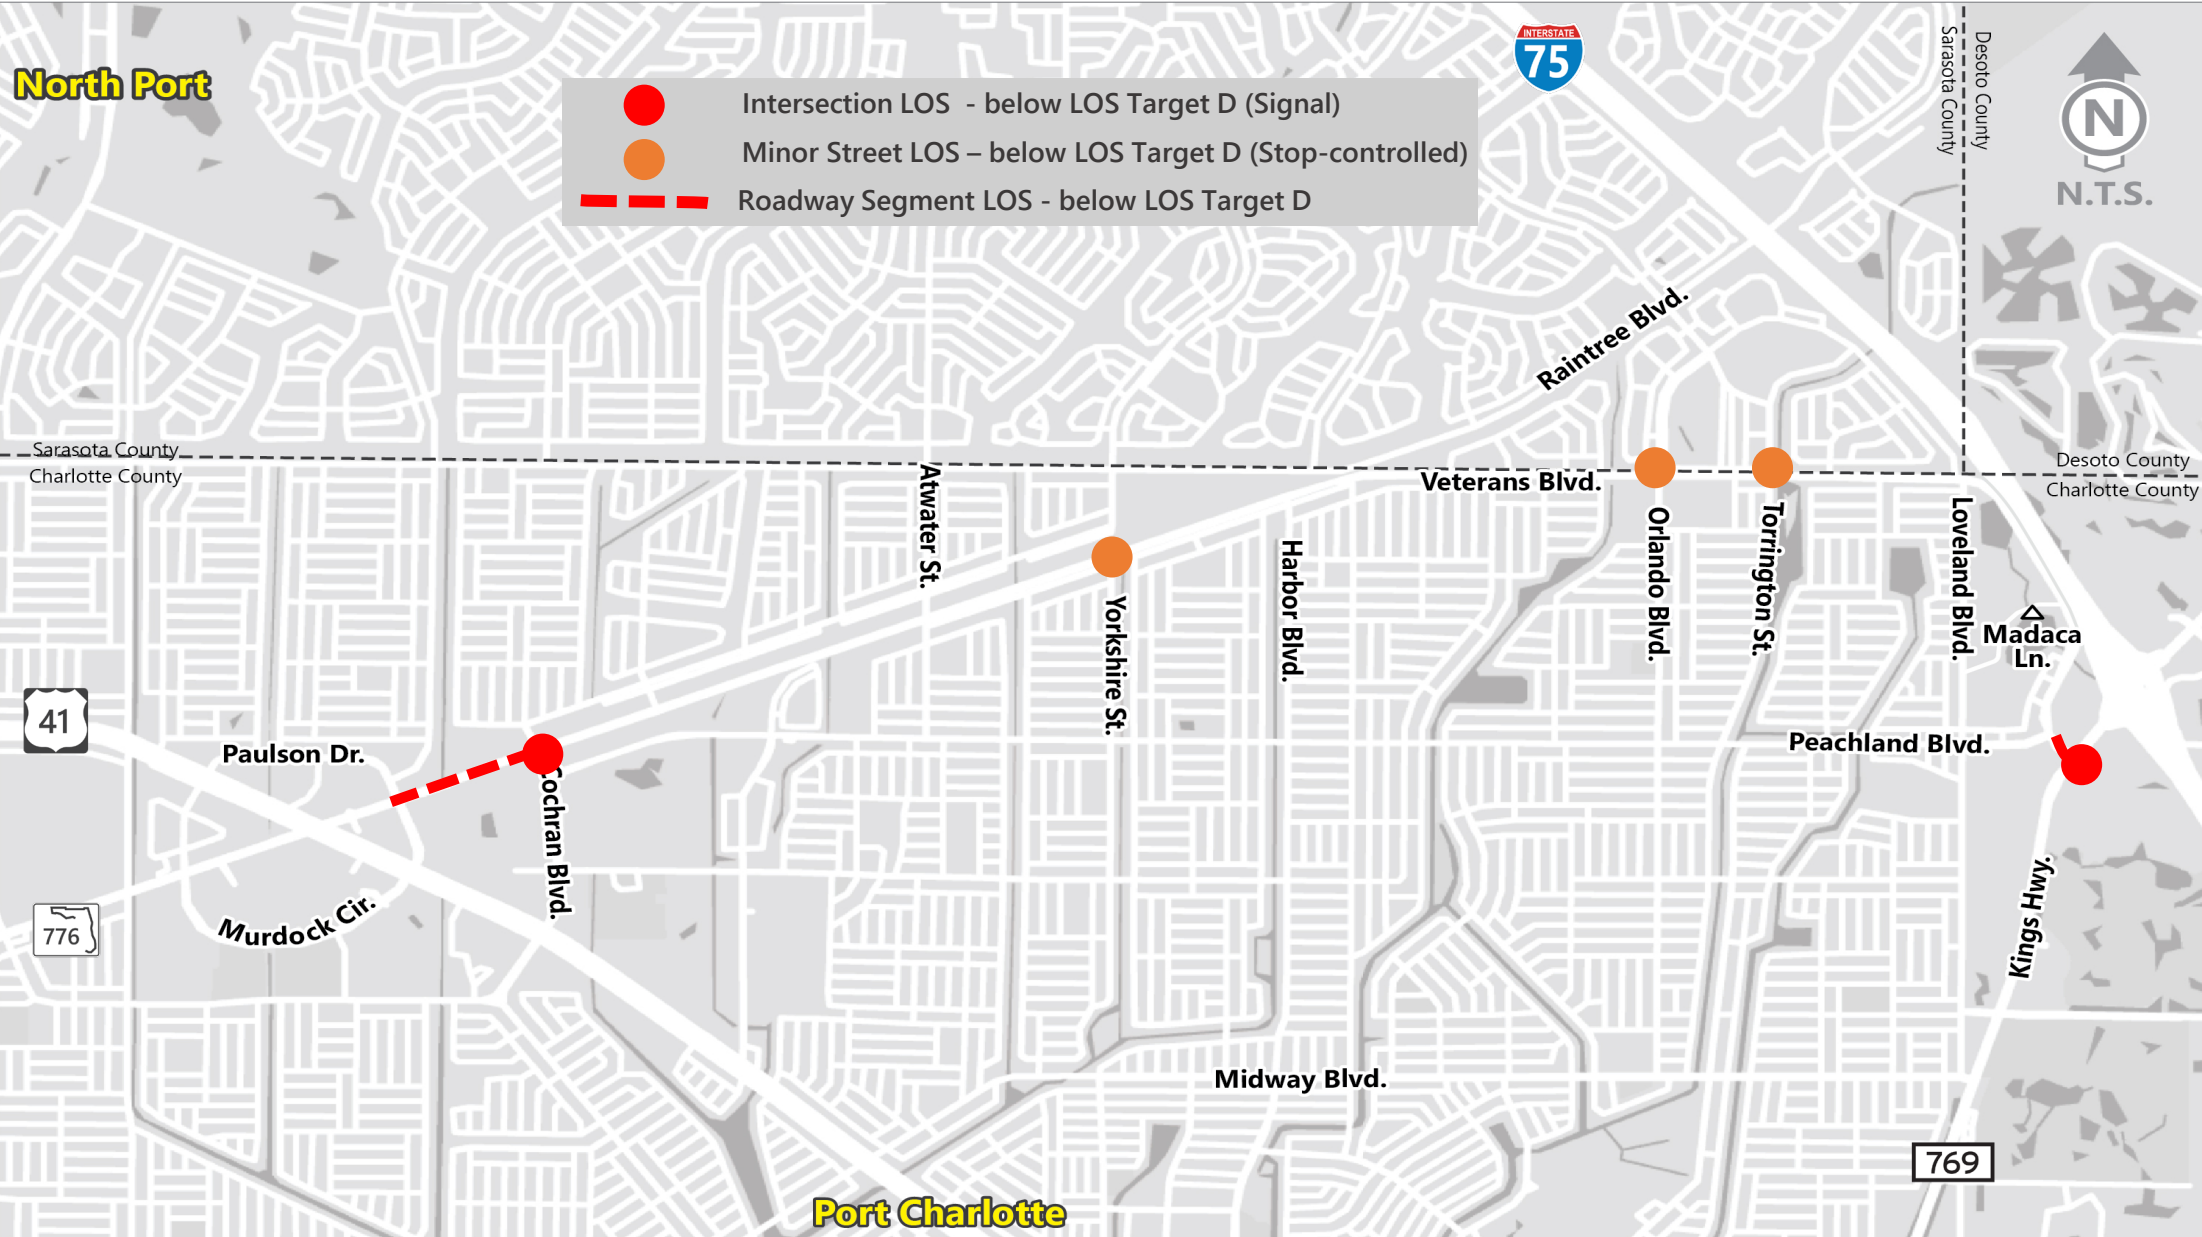 INTERSTATE
75
Sarasota County
Desoto County
North Port
Intersection LOS - below LOS Target D (Signal)
Minor Street LOS – below LOS Target D (Stop-controlled)
Roadway Segment LOS - below LOS Target D
N
N.T.S.
Raintree Blvd.
Sarasota County
Charlotte County
Desoto County
Charlotte County
Veterans Blvd.
Atwater St.
Yorkshire St.
Harbor Blvd.
Orlando Blvd.
Torrington St.
Loveland Blvd.
Madaca
Ln.
41
Paulson Dr.
Peachland Blvd.
Cochran Blvd.
Murdock Cir.
776
Kings Hwy.
Midway Blvd.
769
Port Charlotte